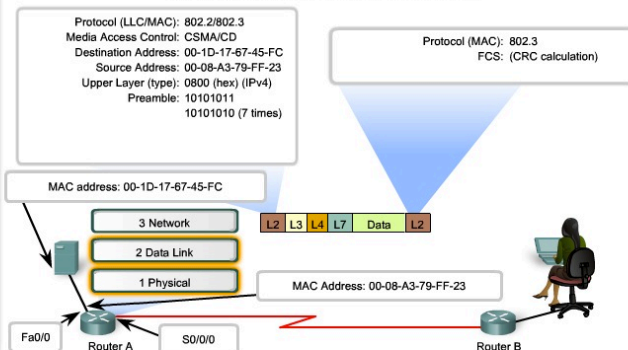 Protocol (LLC/MAC): 802.2/802.3
Media Access Control: CSMA/CD
Destination Address: 00-1D-17-67-45-FC
Source Address: 00-08-A3-79-FF-23
Upper Layer (type): 0800 (hex) (IPv4)
Preamble: 10101011
10101010 (7 times)
Protocol (MAC): 802.3
FCS: (CRC calculation)
MAC address: 00-1D-17-67-45-FC
L2 L3 L4 L7 Data L2
3 Network
2 Data Link
1 Physical
MAC Address: 00-08-A3-79-FF-23
Fa0/0
Router A
S0/0/0
Router B